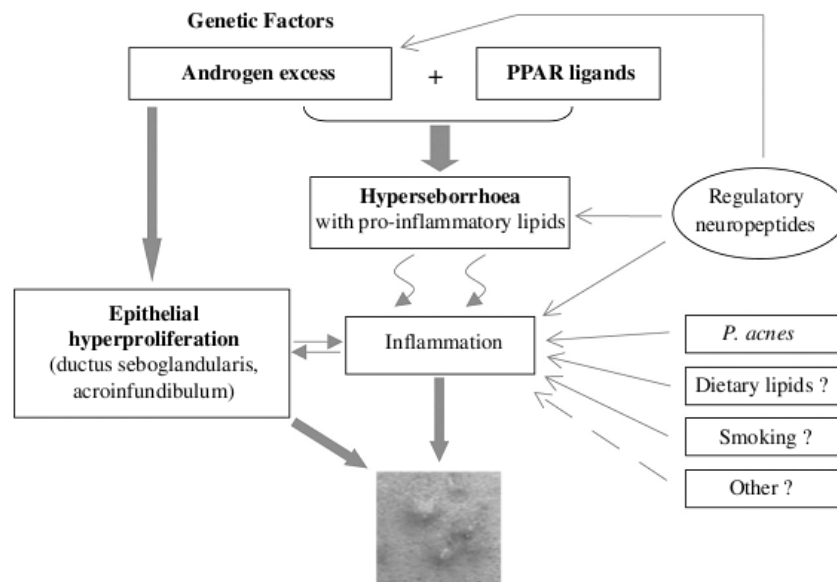 Genetic Factors
Androgen excess
+
PPAR ligands
Hyperseborrhoea
with pro-inflammatory lipids
Regulatory
neuropeptides
Epithelial
hyperproliferation
(ductus seboglandularis,
acroinfundibulum)
Inflammation
P. acnes
Dietary lipids ?
Smoking ?
Other ?